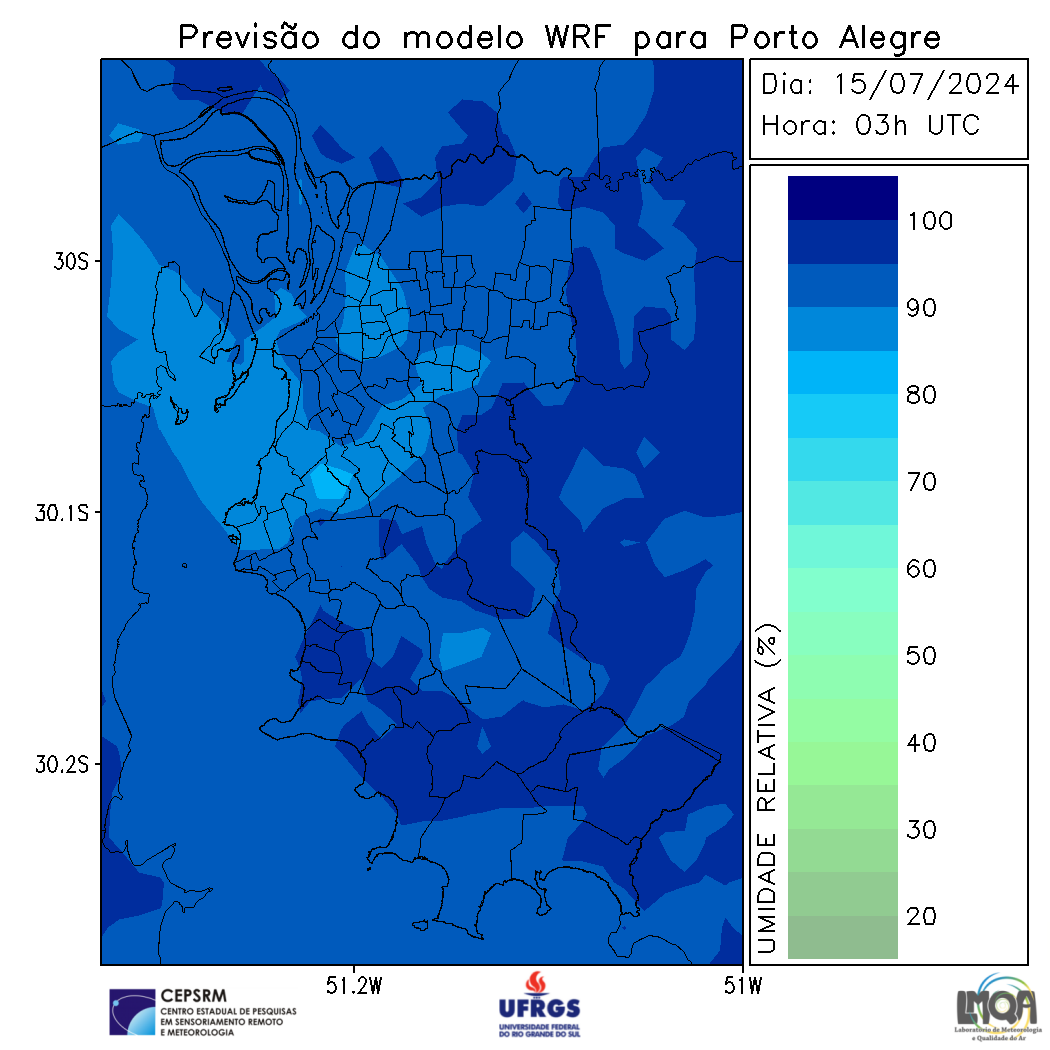 Previsão do modelo WRF para Porto Alegre
Dia: 15/07/2024
Hora: 03h UTC
30S
30.1S
30.2S
51.2W
51W
UMIDADE RELATIVA (%)
100
90
80
70
60
50
40
30
20
CEPSRM
CENTRO ESTADUAL DE PESQUISAS
EM SENSORIAMENTO REMOTO
E METEOROLOGIA
UFRGS
UNIVERSIDADE FEDERAL
DO RIO GRANDE DO SUL
LMQA
Laboratório de Meteorologia
e Qualidade do Ar